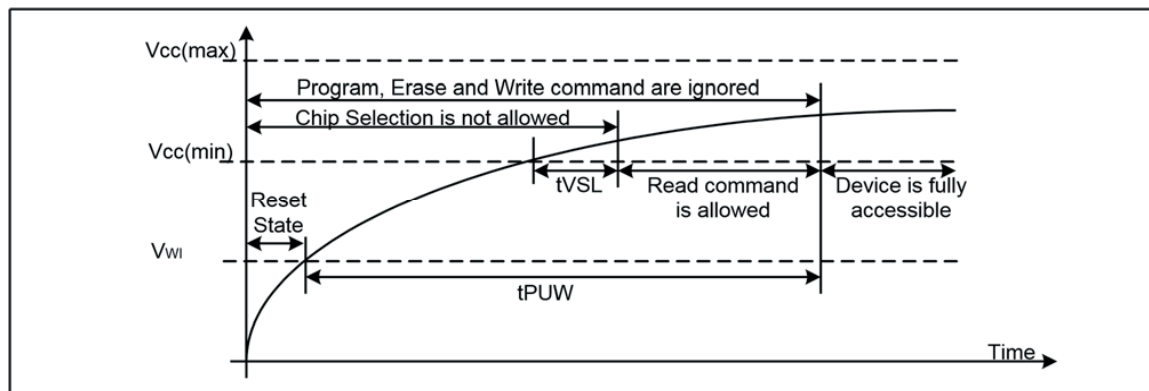 Vcc(max)
Program, Erase and Write command are ignored
Chip Selection is not allowed
Vcc(min)
tVSL
Read command
is allowed
Device is fully
accessible
Reset
State
VWI
tPUW
Time